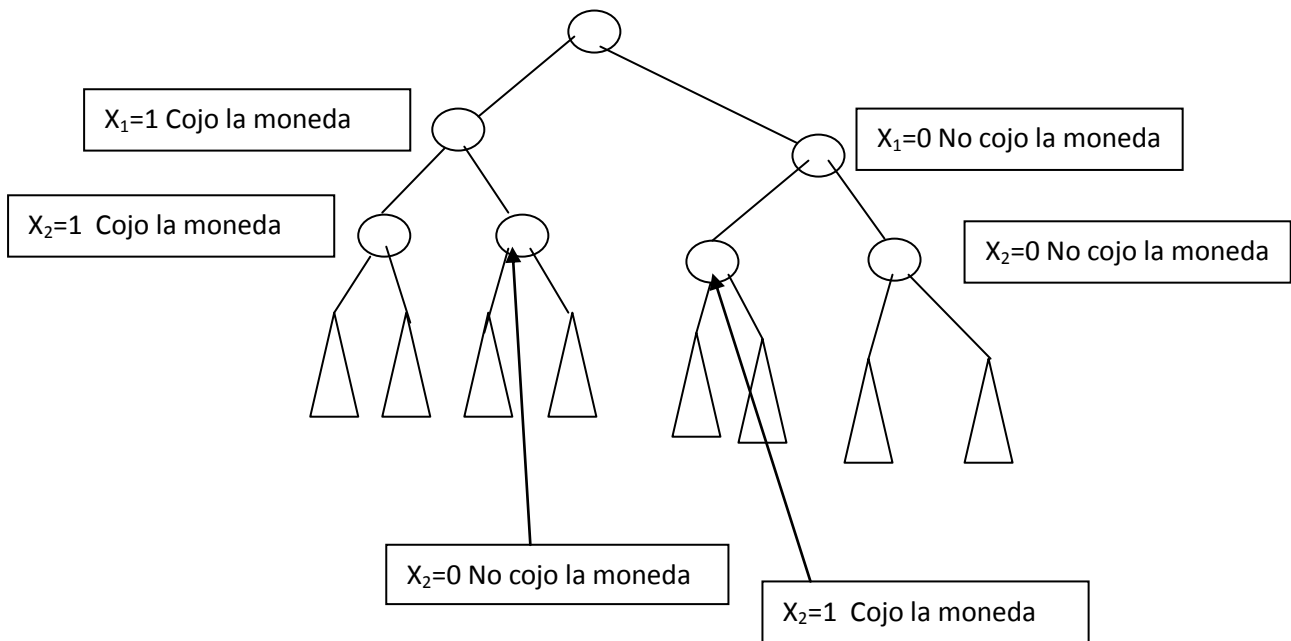 X₁=1 Cojo la moneda
X₁=0 No cojo la moneda
X₂=1 Cojo la moneda
X₂=0 No cojo la moneda
X₂=0 No cojo la moneda
X₂=1 Cojo la moneda